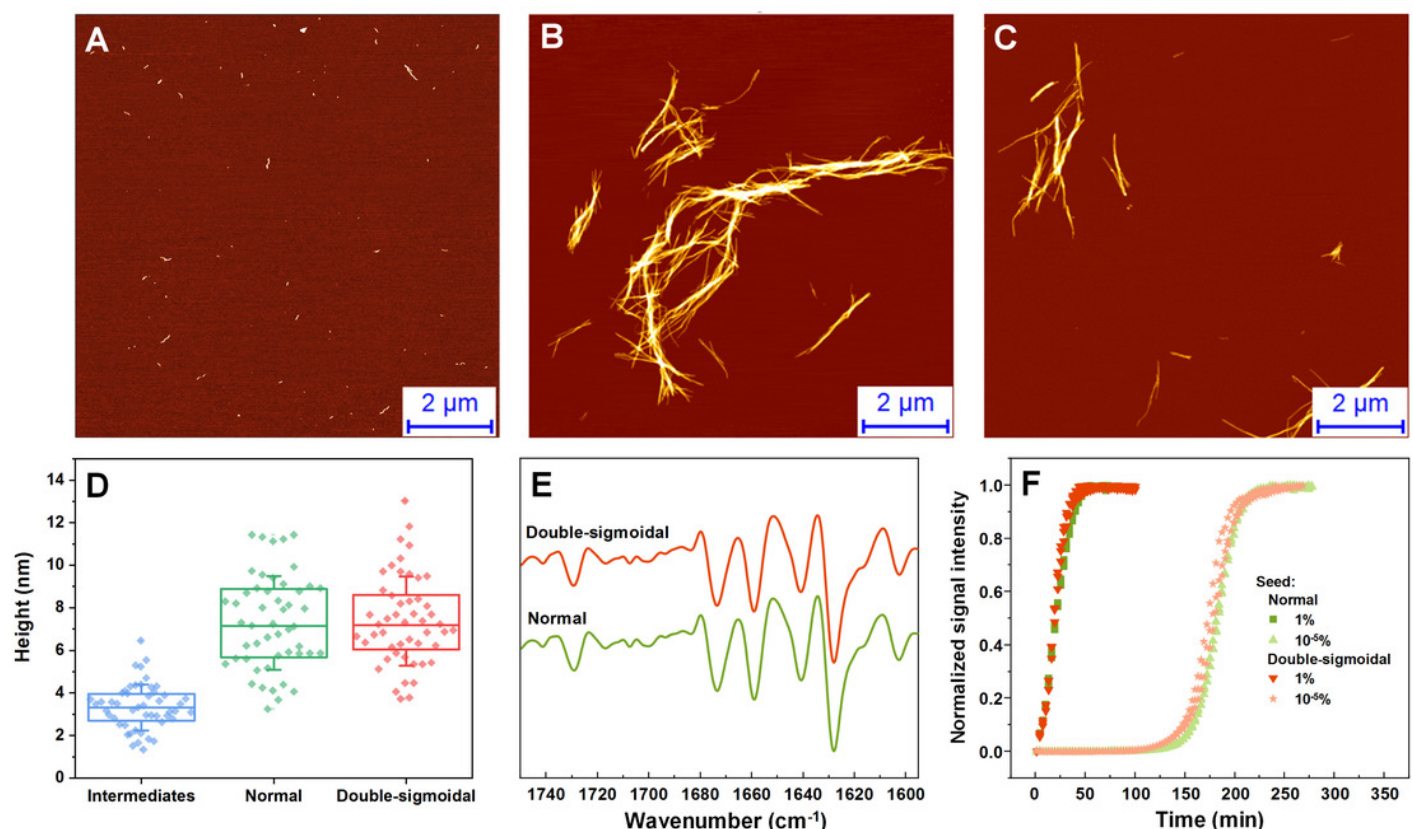 A
B
C
2 µm
2 µm
2 µm
D
14
12
10
8
6
4
2
0
Height (nm)
Intermediates
Normal
Double-sigmoidal
E
Double-sigmoidal
Normal
1740 1720 1700 1680 1660 1640 1620 1600
Wavenumber (cm⁻¹)
F
1.0
0.8
0.6
0.4
0.2
0.0
Normalized signal intensity
Seed:
Normal
1%
10⁻⁵%
Double-sigmoidal
1%
10⁻⁵%
0 50 100 150 200 250 300 350
Time (min)